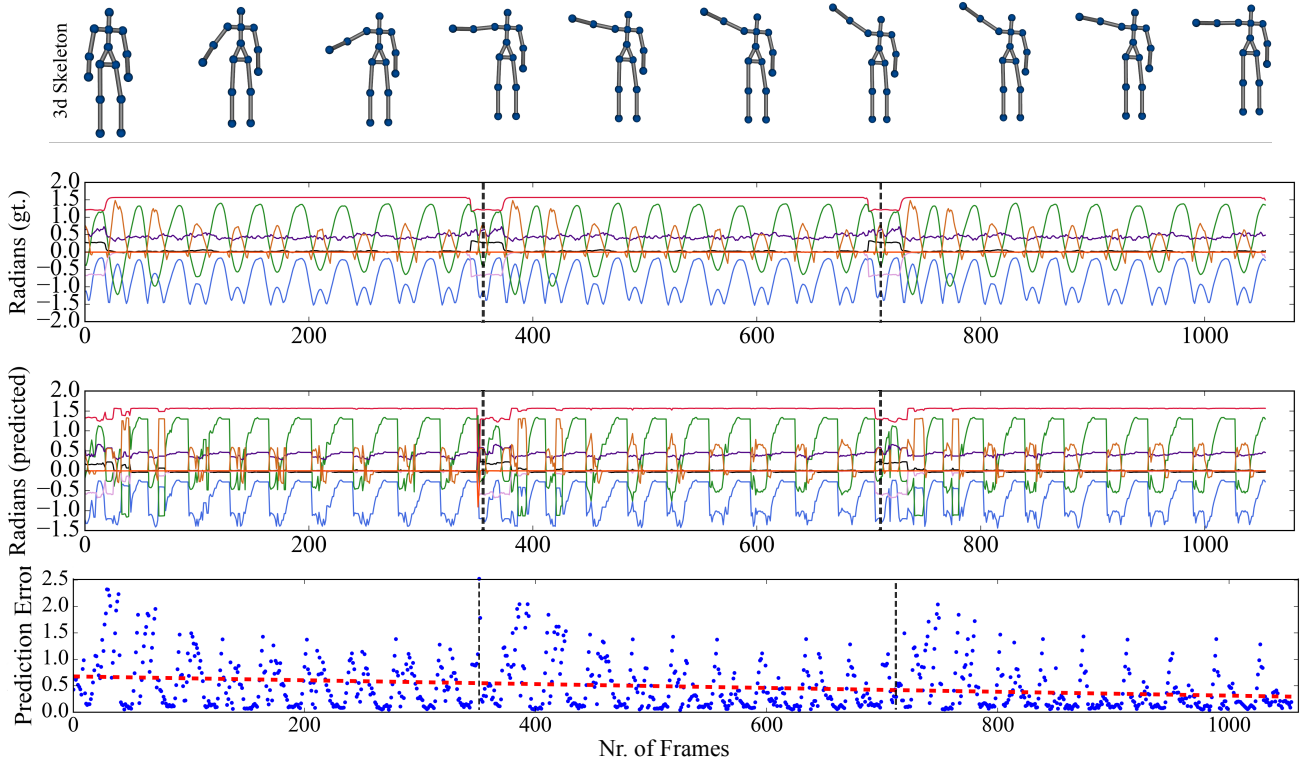 3d Skeleton
Radians (gt.)
2.0
1.5
1.0
0.5
0.0
−0.5
−1.0
−1.5
−2.0
0 200 400 600 800 1000
Radians (predicted)
2.0
1.5
1.0
0.5
0.0
−0.5
−1.0
−1.5
0 200 400 600 800 1000
Prediction Error
2.5
2.0
1.5
1.0
0.5
0.0
0 200 400 600 800 1000
Nr. of Frames